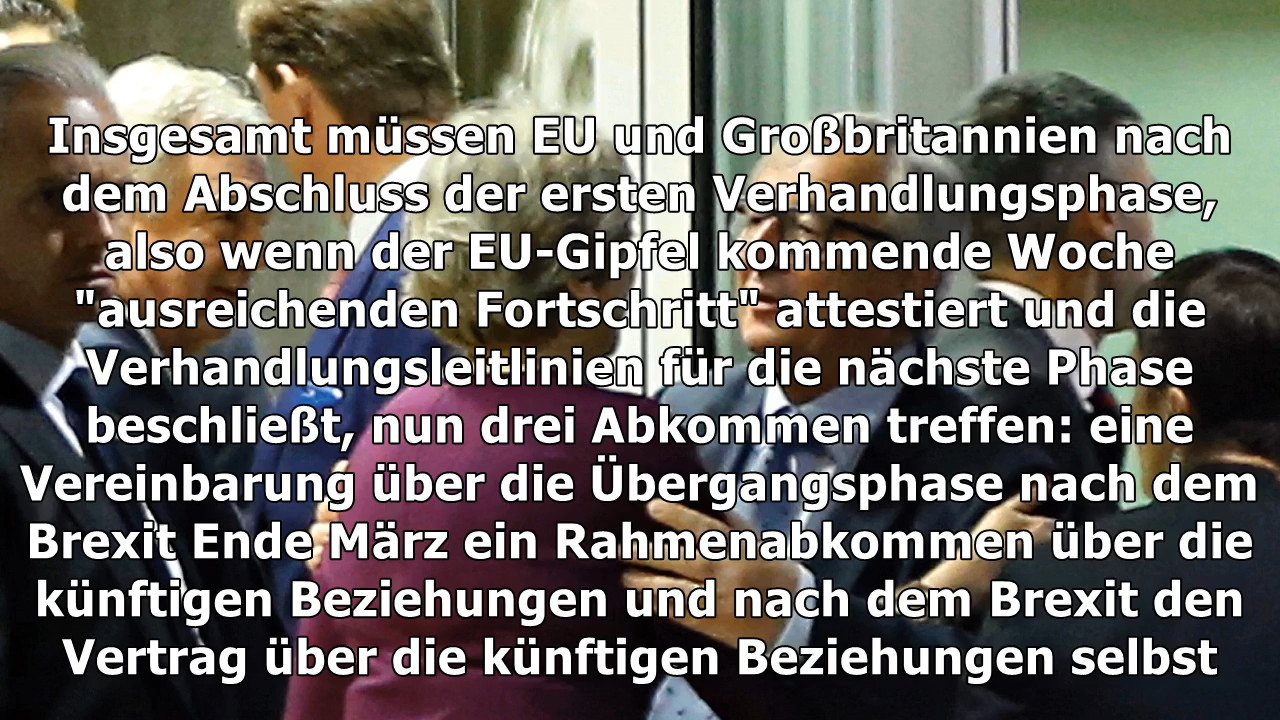 Insgesamt müssen EU und Großbritannien nach
dem Abschluss der ersten Verhandlungsphase,
also wenn der EU-Gipfel kommende Woche
"ausreichenden Fortschritt" attestiert und die
Verhandlungsleitlinien für die nächste Phase
beschließt, nun drei Abkommen treffen: eine
Vereinbarung über die Übergangsphase nach dem
Brexit Ende März ein Rahmenabkommen über die
künftigen Beziehungen und nach dem Brexit den
Vertrag über die künftigen Beziehungen selbst